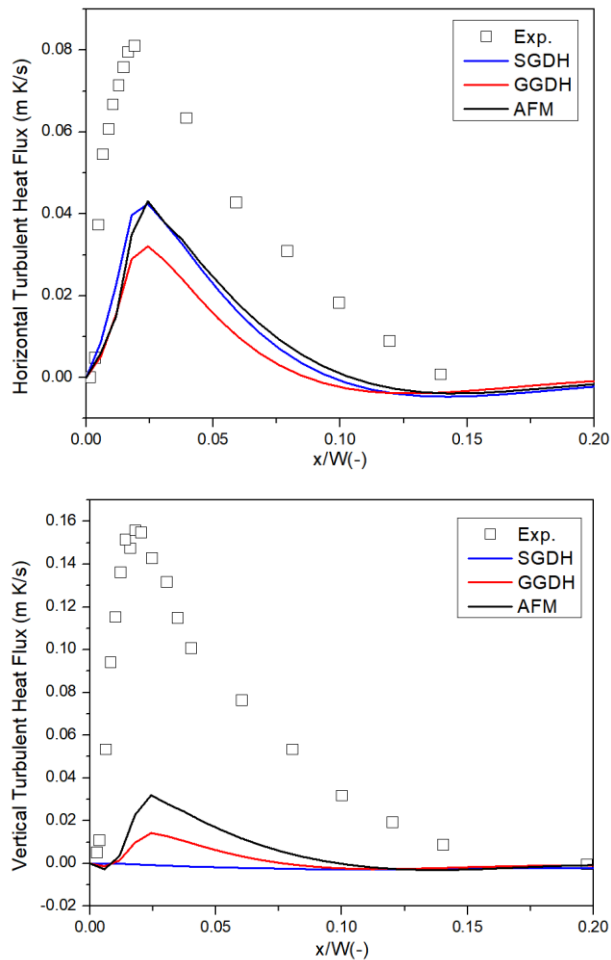 Horizontal Turbulent Heat Flux (m K/s)
0.08
0.06
0.04
0.02
0.00
Exp.
SGDH
GGDH
AFM
0.00
0.05
0.10
0.15
0.20
x/W(-)
Vertical Turbulent Heat Flux (m K/s)
0.16
0.14
0.12
0.10
0.08
0.06
0.04
0.02
0.00
-0.02
Exp.
SGDH
GGDH
AFM
0.00
0.05
0.10
0.15
0.20
x/W(-)